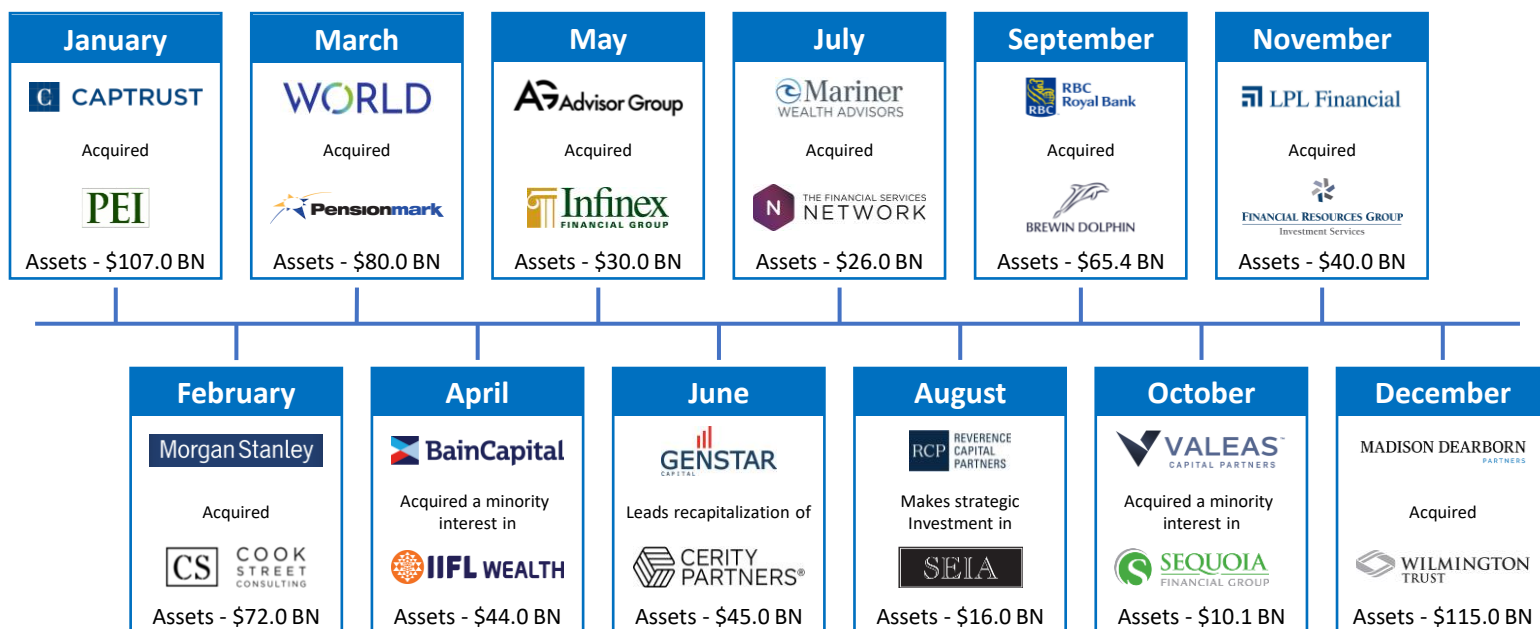 January
C CAPTRUST
Acquired
PEI
Assets - $107.0 BN
March
WORLD
Acquired
Pensionmark
Assets - $80.0 BN
May
AG Advisor Group
Acquired
Infinex
FINANCIAL GROUP
Assets - $30.0 BN
July
Mariner
WEALTH ADVISORS
Acquired
N
THE FINANCIAL SERVICES
NETWORK
Assets - $26.0 BN
September
RBC
Royal Bank
RBC
Acquired
BREWIN DOLPHIN
Assets - $65.4 BN
November
LPL Financial
Acquired
FINANCIAL RESOURCES GROUP
Investment Services
Assets - $40.0 BN
February
Morgan Stanley
Acquired
CS
COOK
STREET
CONSULTING
Assets - $72.0 BN
April
BainCapital
Acquired a minority
interest in
IIFL WEALTH
Assets - $44.0 BN
June
GENSTAR
CAPITAL
Leads recapitalization of
CERITY
PARTNERS®
Assets - $45.0 BN
August
RCP
REVERENCE
CAPITAL
PARTNERS
Makes strategic
Investment in
SEIA
Assets - $16.0 BN
October
VALEAS™
CAPITAL PARTNERS
Acquired a minority
interest in
SEQUOIA
FINANCIAL GROUP
Assets - $10.1 BN
December
MADISON DEARBORN
PARTNERS
Acquired
WILMINGTON
TRUST
Assets - $115.0 BN